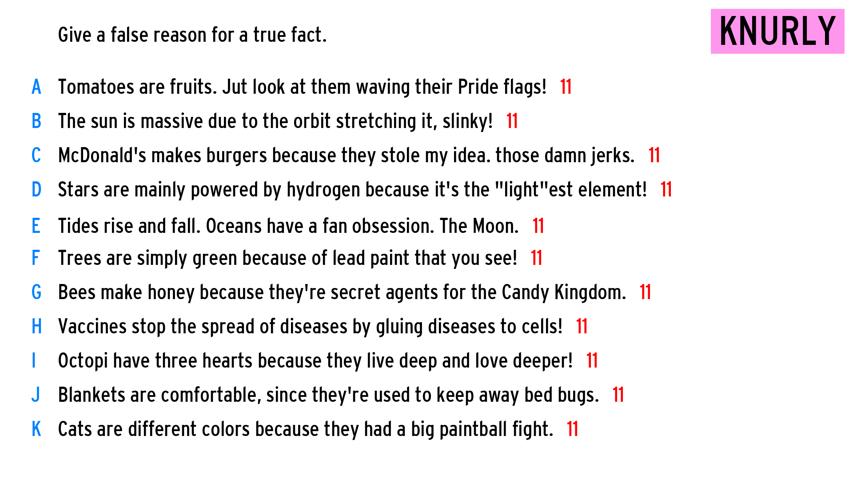 Give a false reason for a true fact.
KNURLY
A Tomatoes are fruits. Jut look at them waving their Pride flags! 11
B The sun is massive due to the orbit stretching it, slinky! 11
C McDonald's makes burgers because they stole my idea. those damn jerks. 11
D Stars are mainly powered by hydrogen because it's the "light"est element! 11
E Tides rise and fall. Oceans have a fan obsession. The Moon. 11
F Trees are simply green because of lead paint that you see! 11
G Bees make honey because they're secret agents for the Candy Kingdom. 11
H Vaccines stop the spread of diseases by gluing diseases to cells! 11
I Octopi have three hearts because they live deep and love deeper! 11
J Blankets are comfortable, since they're used to keep away bed bugs. 11
K Cats are different colors because they had a big paintball fight. 11